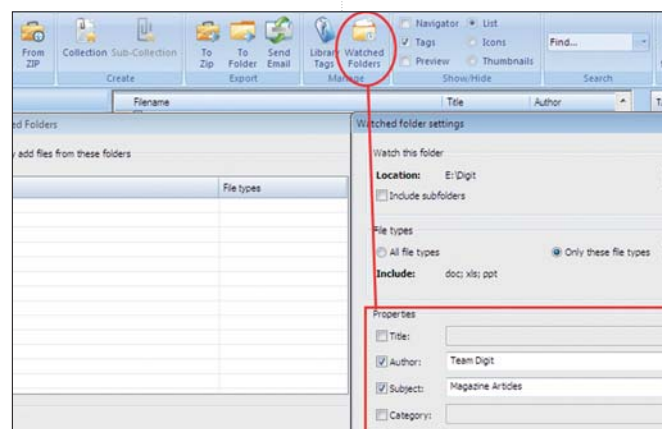 From ZIP
Collection
Sub-Collection
Create
To Zip
To Folder
Send Email
Export
Library Tags
Watched Folders
Manage
Navigator
Tags
Preview
List
Icons
Thumbnails
Show/Hide
Find...
Search
Filename
Title
Author
T
ed Folders
y add files from these folders
File types
Watched folder settings
Watch this folder
Location: E:\Digit
Include subfolders
File types
All file types
Only these file types
Include: doc; xls; ppt
Properties
Title:
Author: Team Digit
Subject: Magazine Articles
Category: